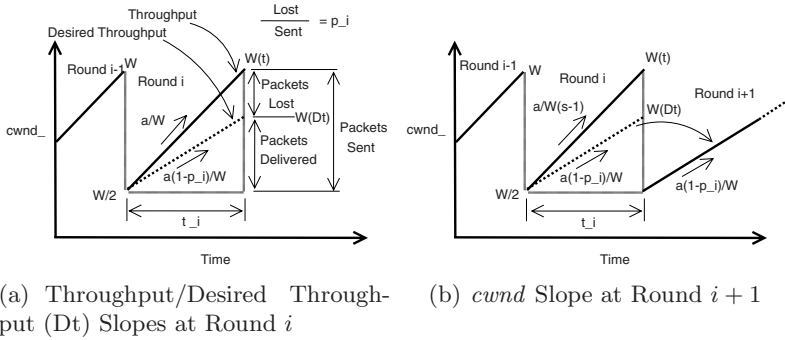 Throughput
Desired Throughput
Lost
Sent
= p_i
Round i-1
W
Round i
W(t)
Packets
Lost
W(Dt)
a/W
cwnd_
Packets
Delivered
Packets
Sent
a(1-p_i)/W
W/2
t_i
Time
(a) Throughput/Desired Through-
put (Dt) Slopes at Round i
Round i-1
W
Round i
W(t)
Round i+1
a/W(s-1)
W(Dt)
cwnd_
a(1-p_i)/W
a(1-p_i)/W
W/2
t_i
Time
(b) cwnd Slope at Round i + 1